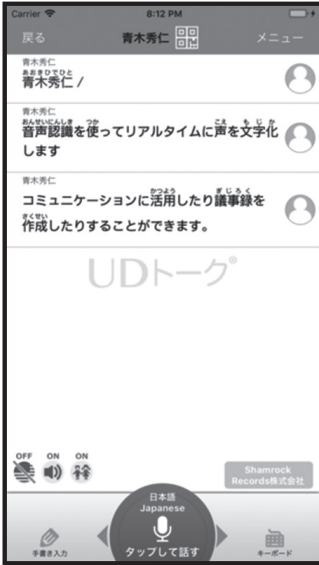 Carrier 8:12 PM
戻る 青木秀仁 メニュー
青木秀仁
あおきひでひと
青木秀仁 /
青木秀仁
おんせいにんしき つか こえ もじか
音声認識を使ってリアルタイムに声を文字化
します
青木秀仁
かつよう ぎじろく
コミュニケーションに活用したり議事録を
さくせい
作成したりすることができます。
UDトーク®
OFF ON ON
Shamrock
Records株式会社
日本語
Japanese
手書き入力 タップして話す キーボード